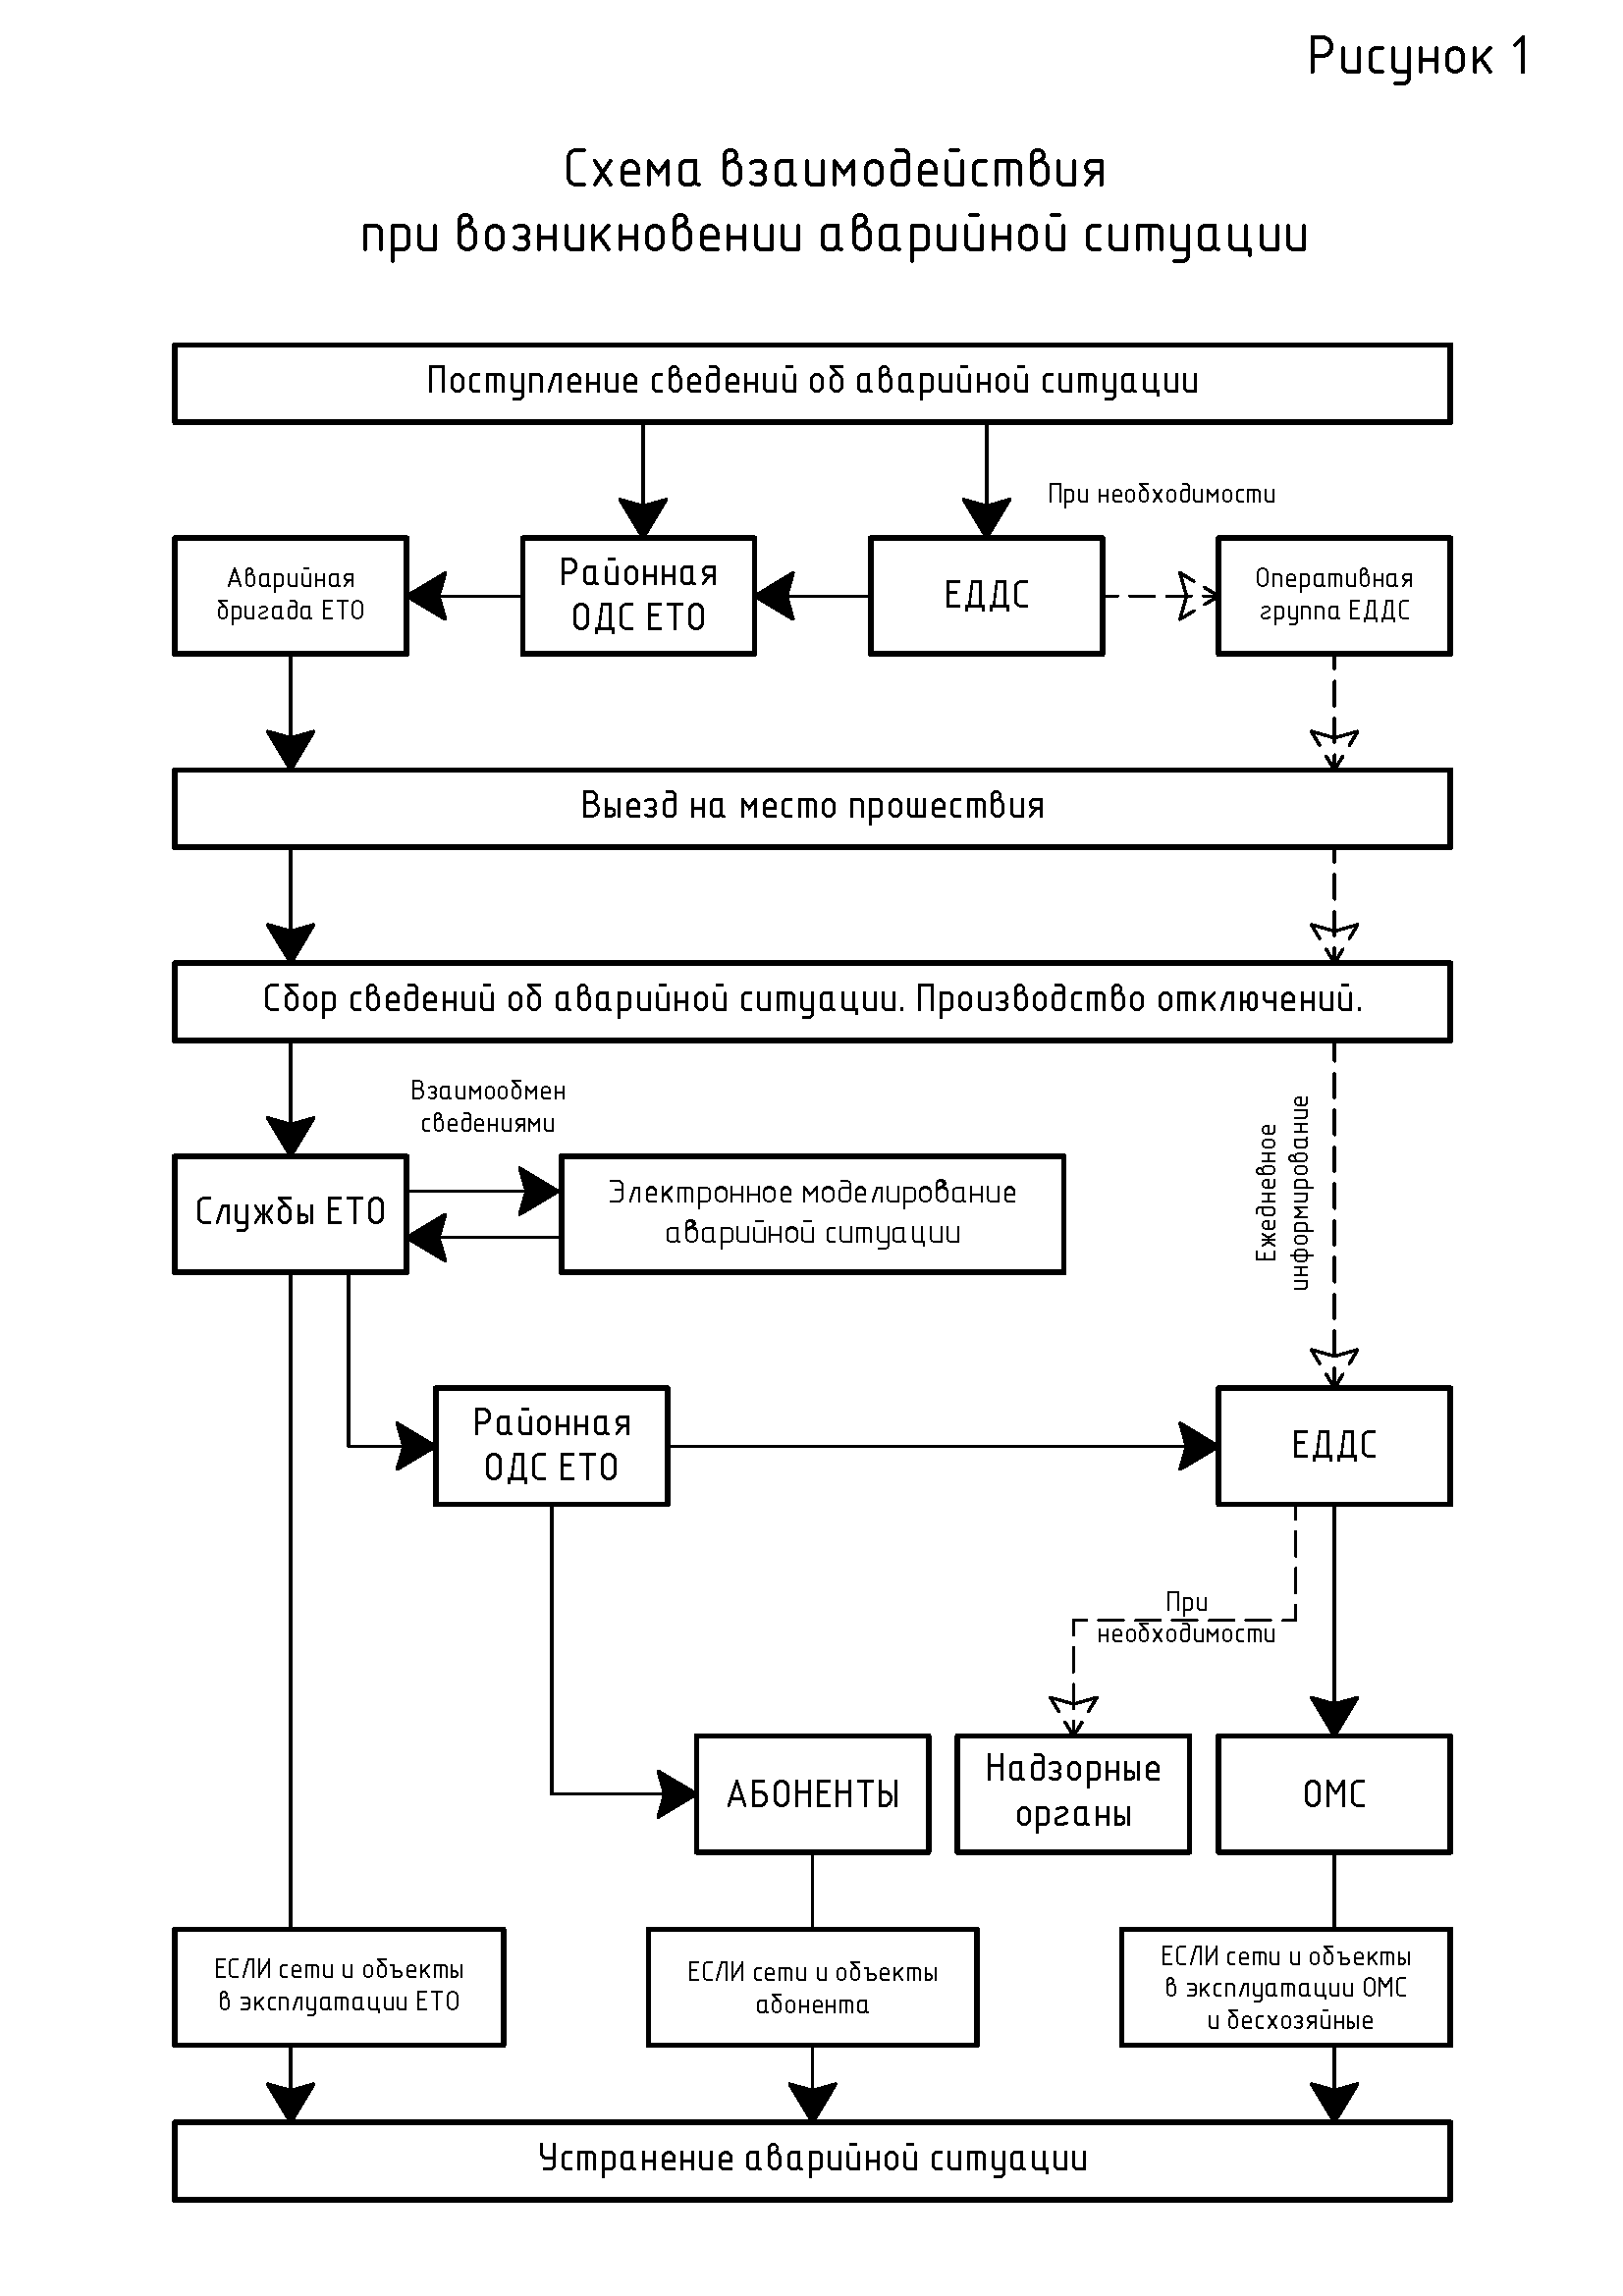 Рисунок 1
Схема взаимодействия
при возникновении аварийной ситуации
Поступление сведений об аварийной ситуации
При необходимости
Аварийная
бригада ЕТО
Районная
ОДС ЕТО
ЕДДС
Оперативная
группа ЕДДС
Выезд на место прошествия
Сбор сведений об аварийной ситуации. Производство отключений.
Взаимообмен
сведениями
Ежедневное
информирование
Службы ЕТО
Электронное моделирование
аварийной ситуации
Районная
ОДС ЕТО
ЕДДС
При
необходимости
АБОНЕНТЫ
Надзорные
органы
ОМС
ЕСЛИ сети и объекты
в эксплуатации ЕТО
ЕСЛИ сети и объекты
абонента
ЕСЛИ сети и объекты
в эксплуатации ОМС
и бесхозяйные
Устранение аварийной ситуации